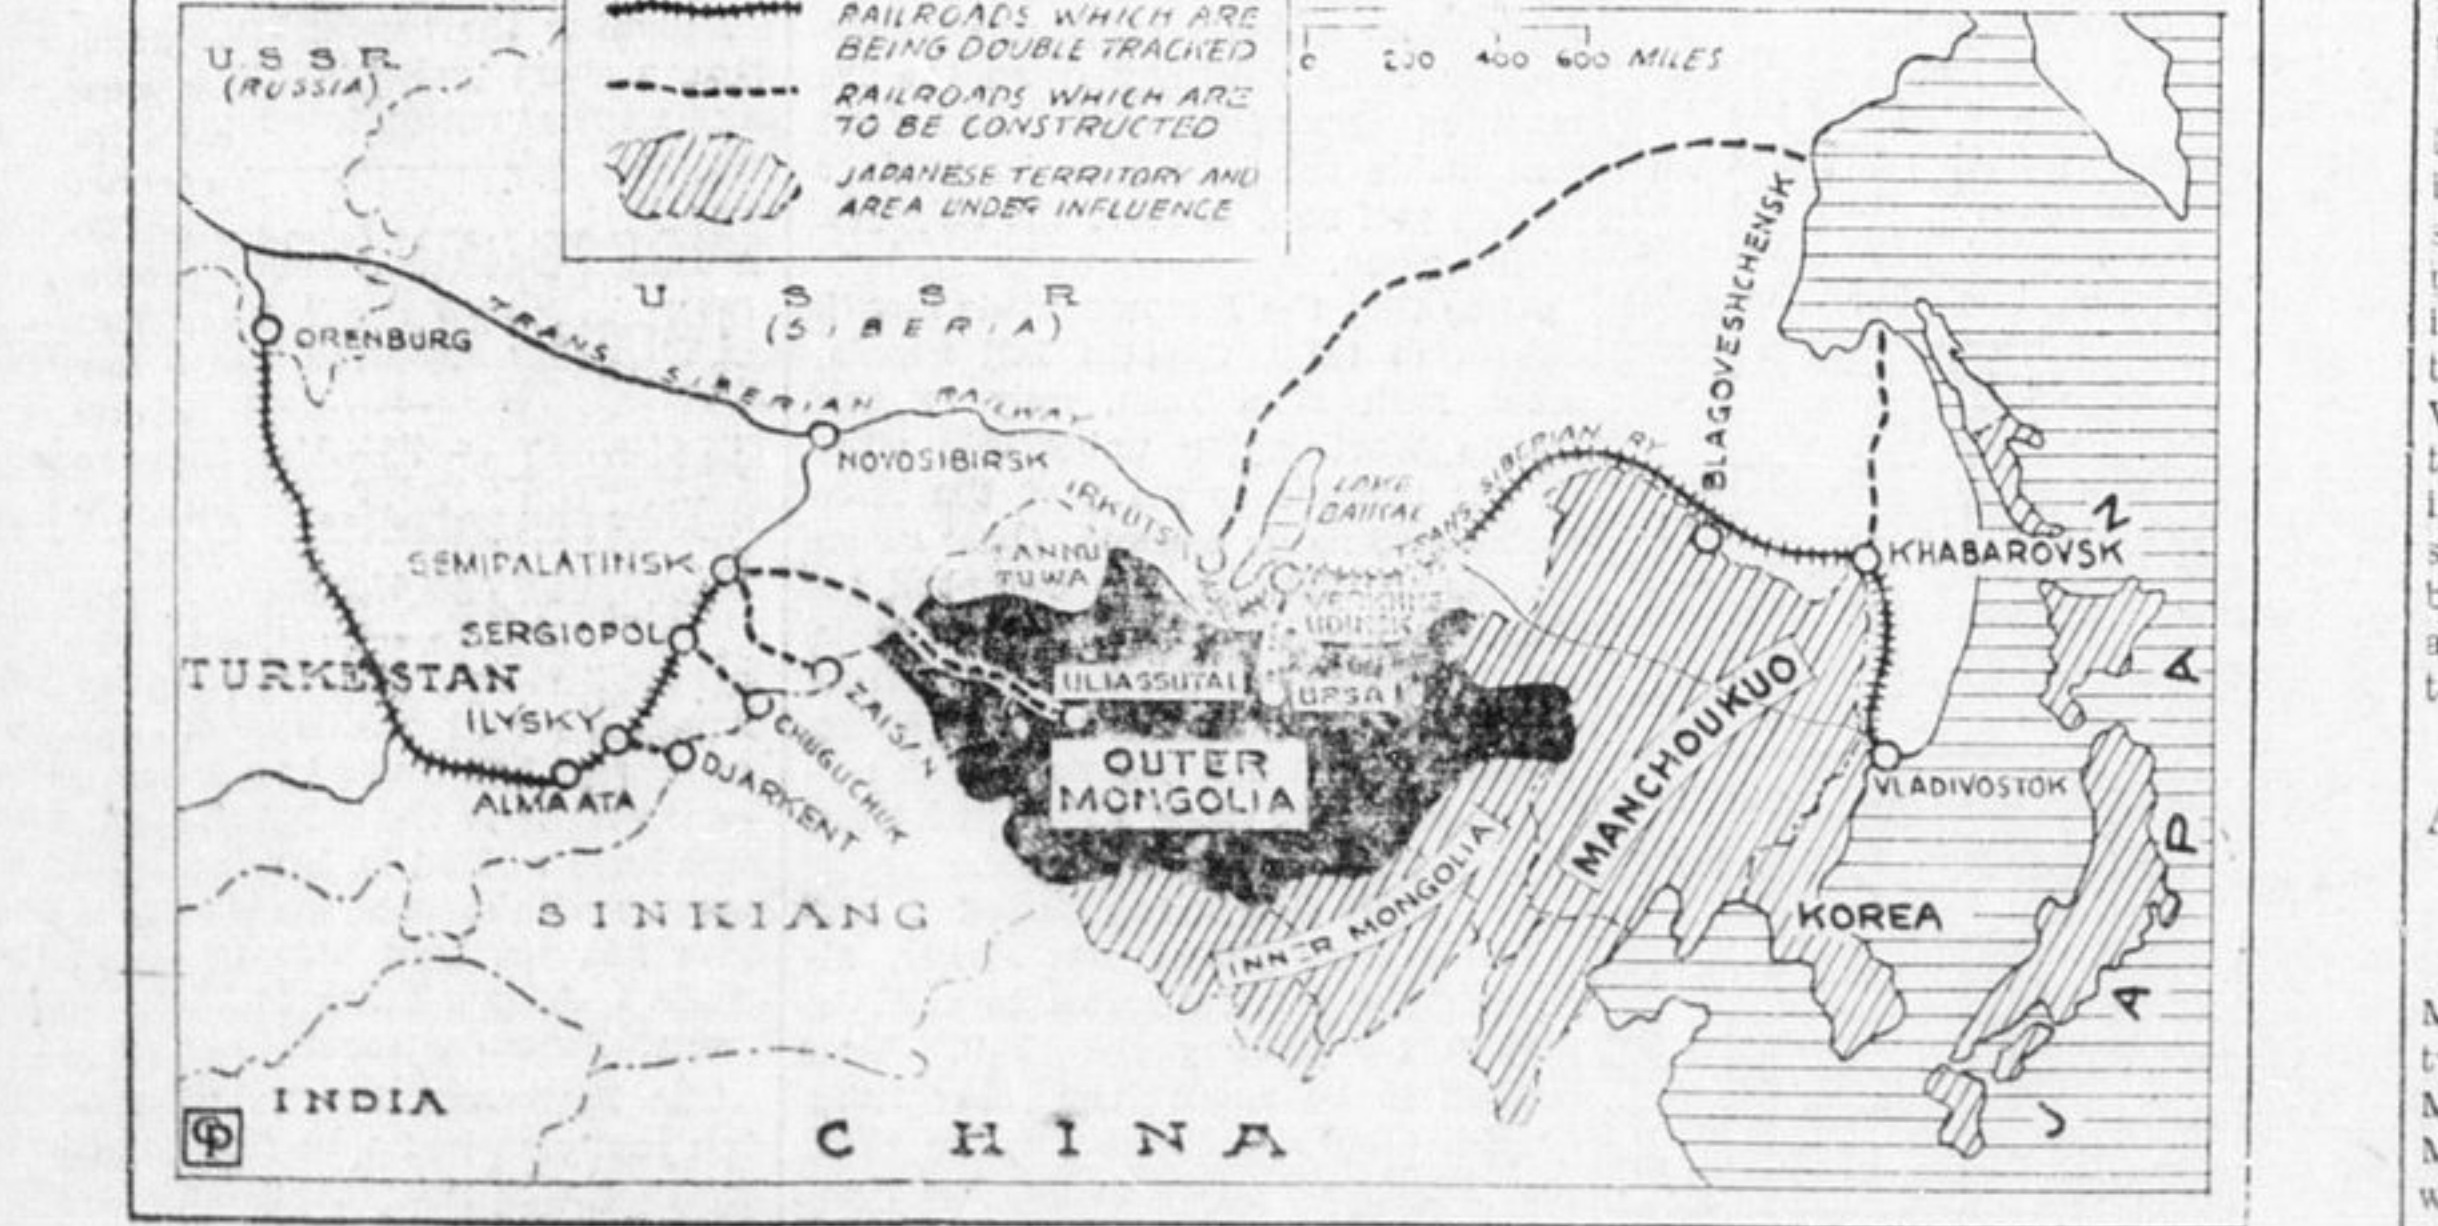 RAILROADS WHICH ARE
BEING DOUBLE TRACKED
RAILROADS WHICH ARE
TO BE CONSTRUCTED
JAPANESE TERRITORY AND
AREA UNDER INFLUENCE
0 200 400 600 MILES
U.S.S.R.
(RUSSIA)
U. S S R
(SIBERIA)
TRANS SIBERIAN RAILWAY
ORENBURG
NOVOSIBIRSK
IRKUTS
LAKE
BAIKAL
TRANS SIBERIAN RY
BLAGOVESHCHENSK
KHABAROVSK
SEMIPALATINSK
TANNU
TUWA
SERGIOPOL
TURKESTAN
ILYSKY
ZAISAN
CHUGUCHUK
DJARKENT
ALMA ATA
ULIASSUTAI
OUTER
MONGOLIA
MANCHOUKUO
VLADIVOSTOK
INNER MONGOLIA
KOREA
JAPAN
SINKIANG
INDIA
CHINA